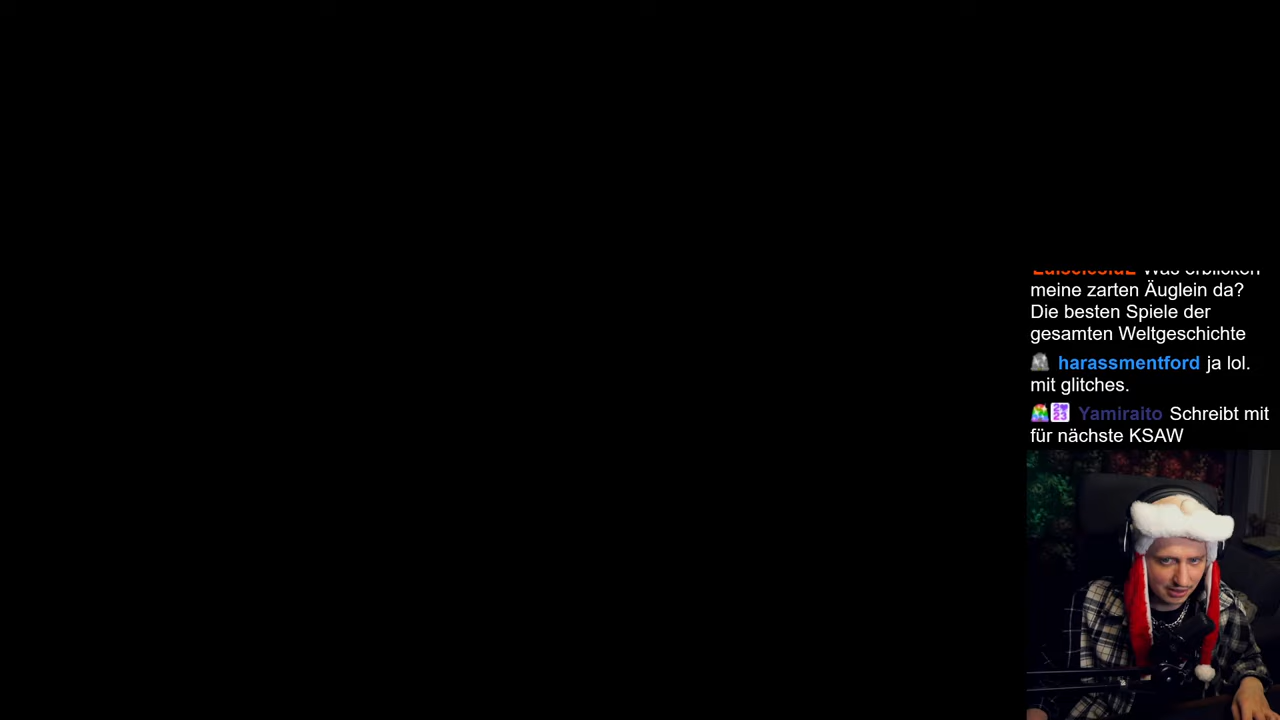 meine zarten Äuglein da?
Die besten Spiele der
gesamten Weltgeschichte
harassmentford ja lol.
mit glitches.
Yamiraito Schreibt mit
für nächste KSAW